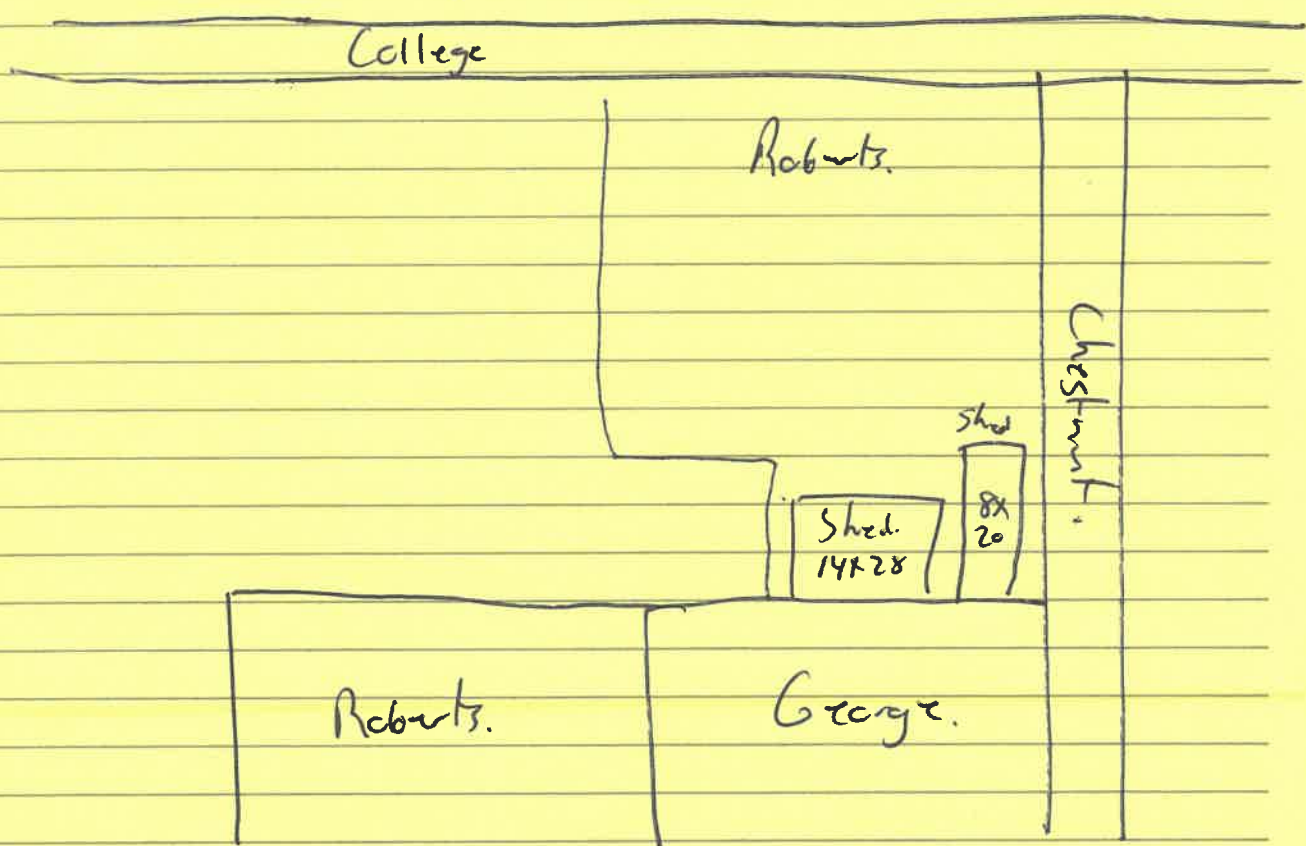 College
Roberts.
Chestnut.
Shed
8x
20
Shed.
14x28
Roberts.
George.